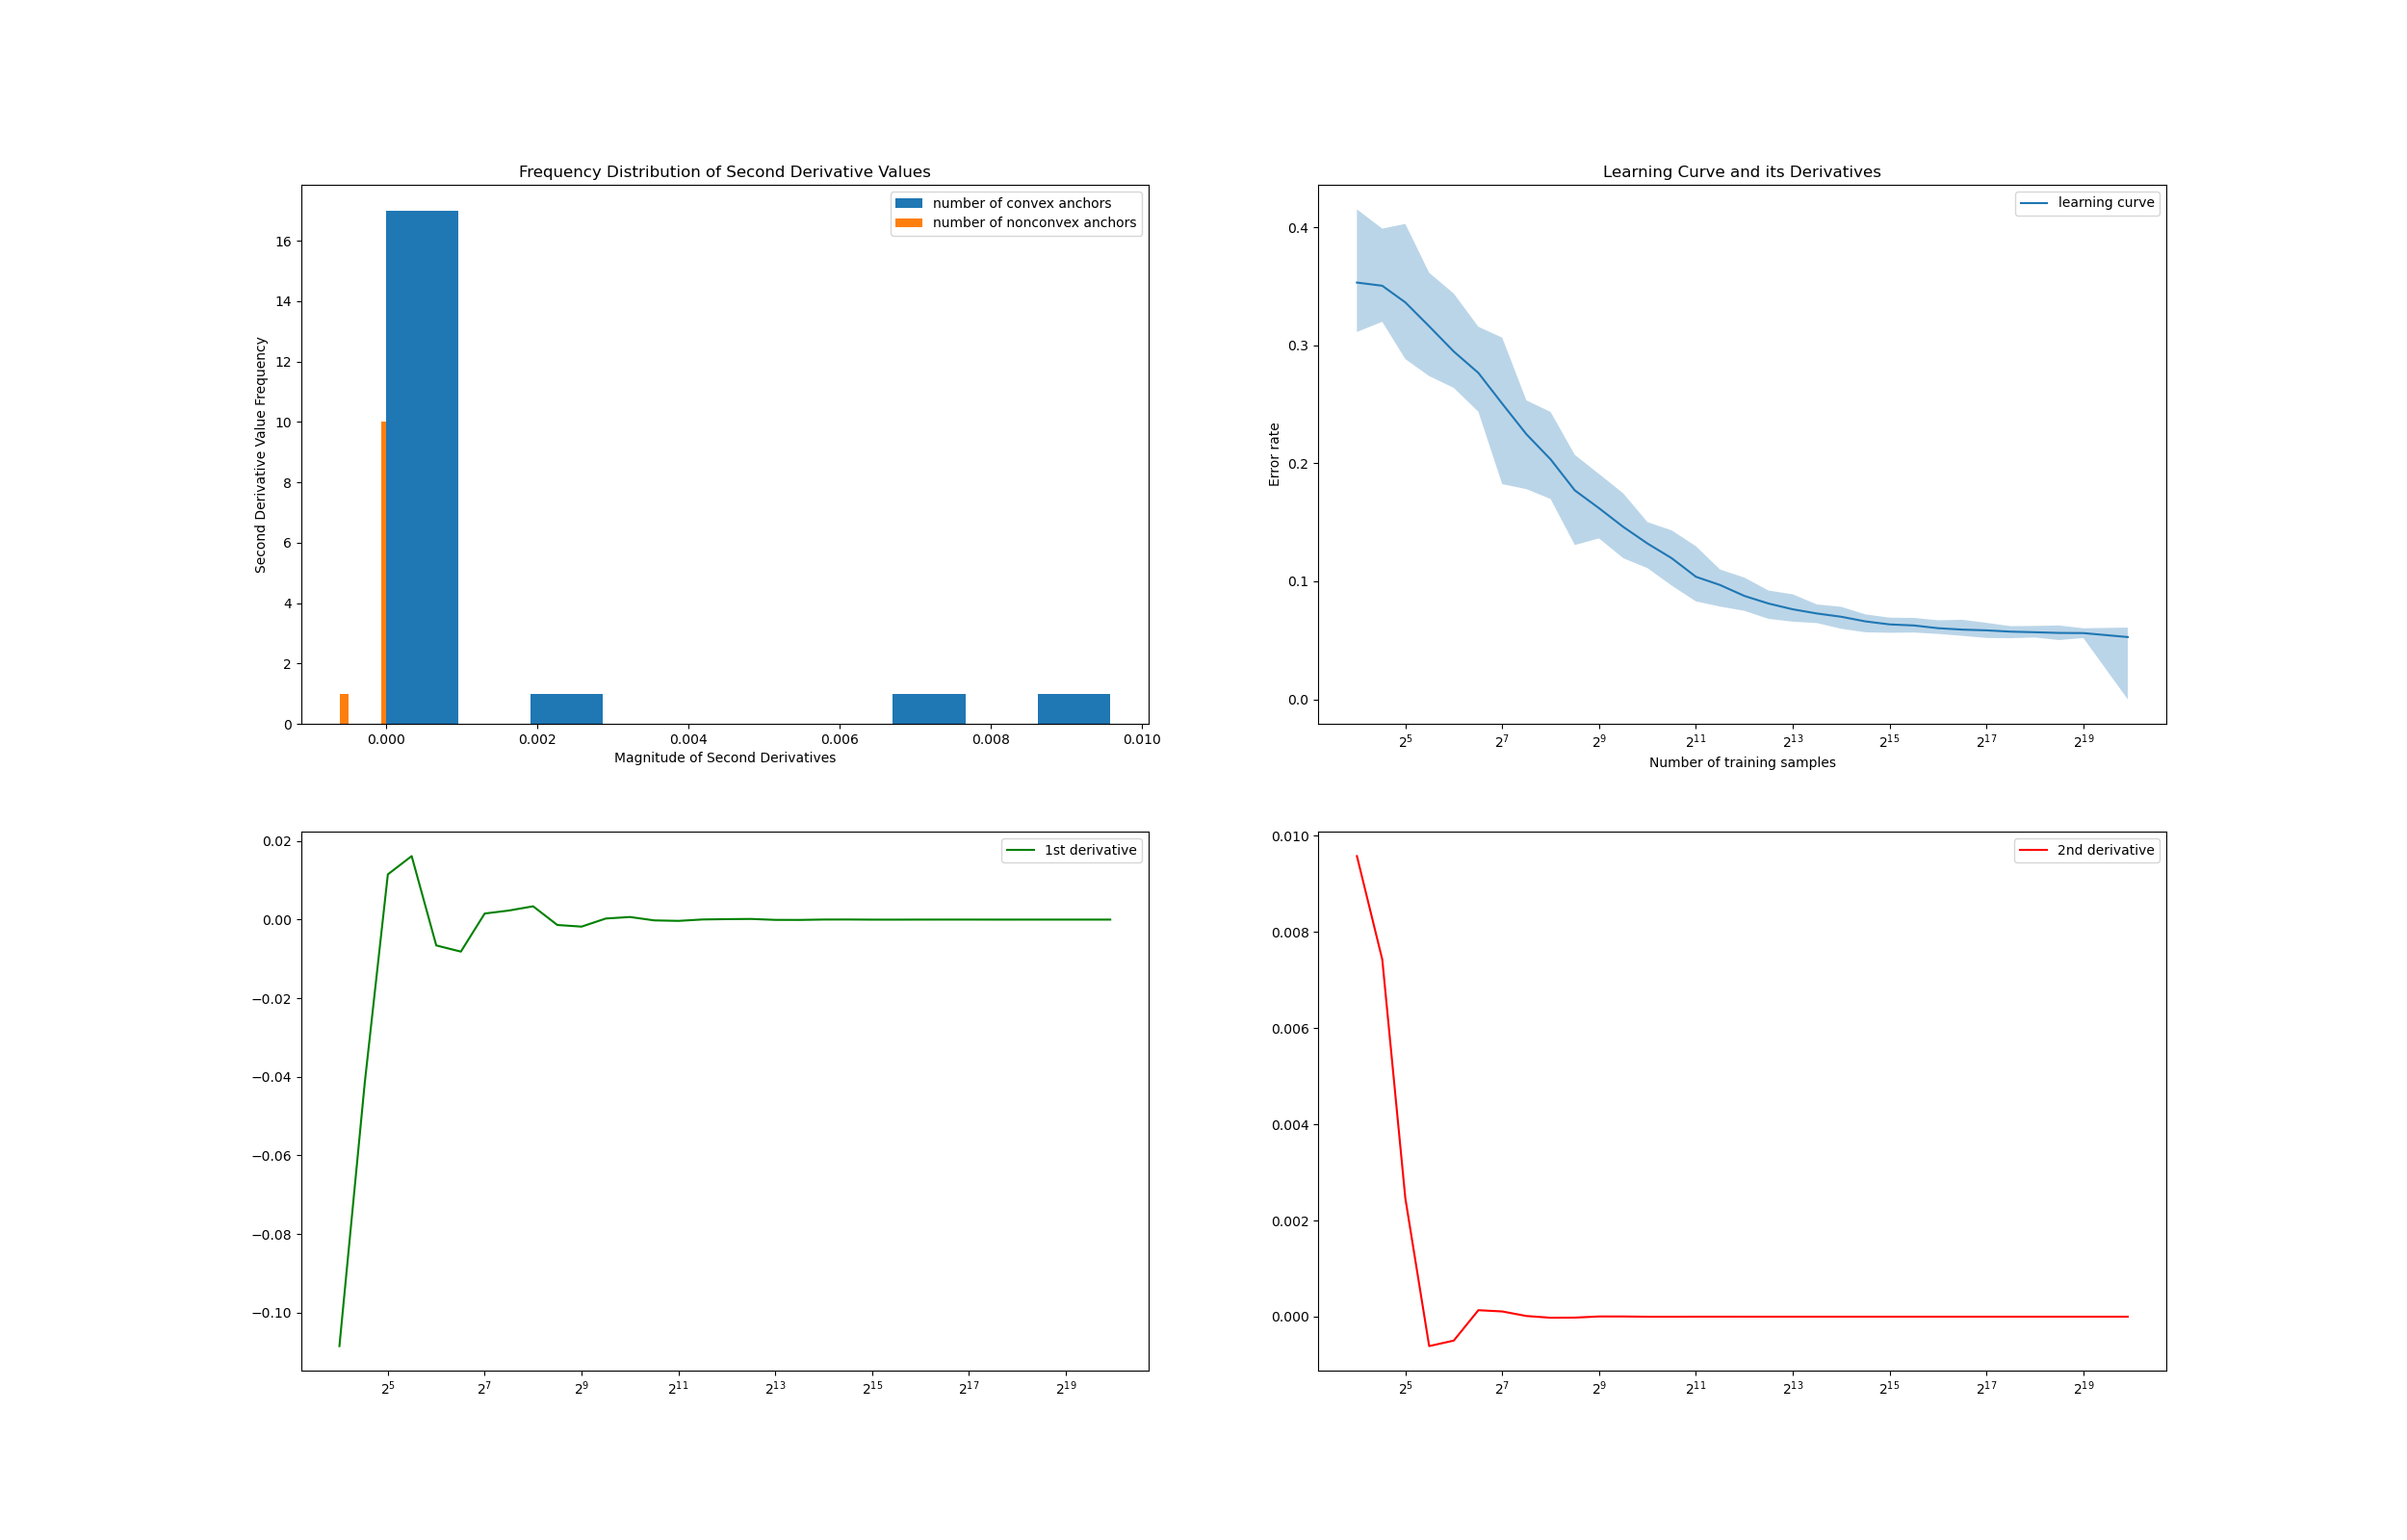 Frequency Distribution of Second Derivative Values
number of convex anchors
number of nonconvex anchors
16
14
12
10
8
6
4
2
0
Second Derivative Value Frequency
0.000 0.002 0.004 0.006 0.008 0.010
Magnitude of Second Derivatives
Learning Curve and its Derivatives
learning curve
0.4
0.3
0.2
0.1
0.0
Error rate
2^5 2^7 2^9 2^11 2^13 2^15 2^17 2^19
Number of training samples
1st derivative
0.02
0.00
−0.02
−0.04
−0.06
−0.08
−0.10
2^5 2^7 2^9 2^11 2^13 2^15 2^17 2^19
2nd derivative
0.010
0.008
0.006
0.004
0.002
0.000
2^5 2^7 2^9 2^11 2^13 2^15 2^17 2^19